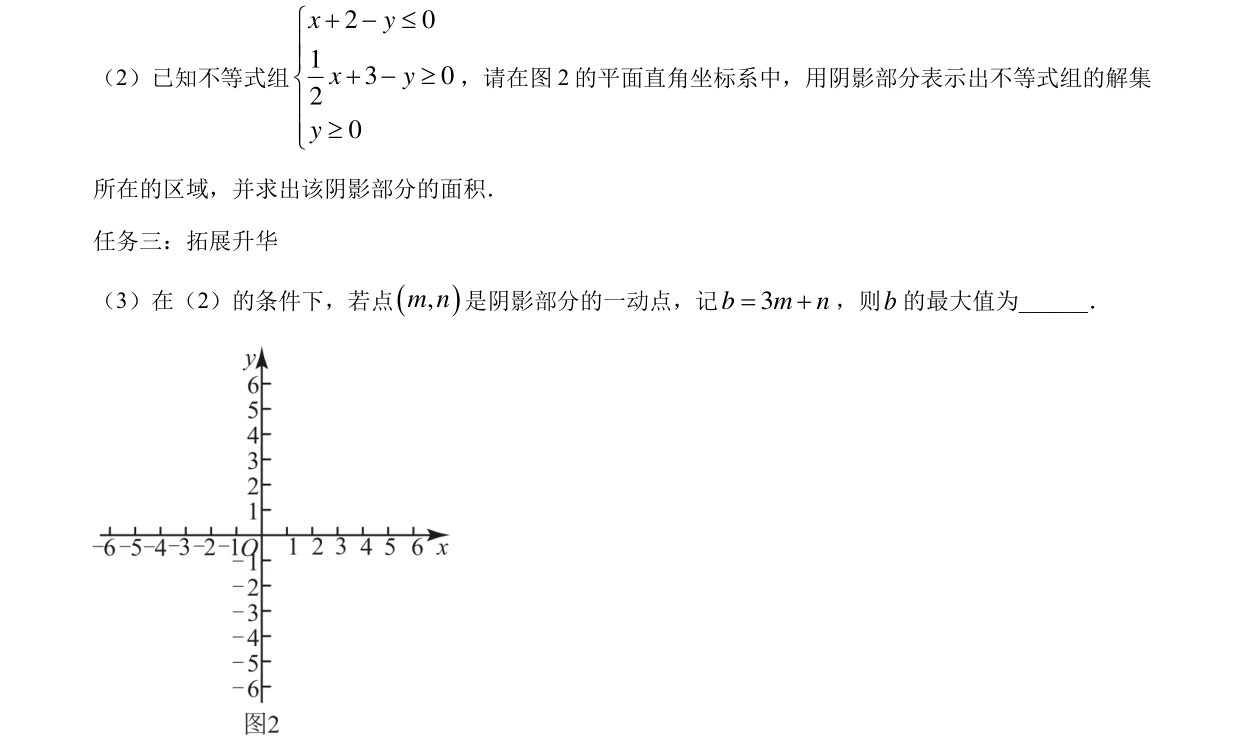 （2）已知不等式组{x+2−y≤0  1/2x+3−y≥0  y≥0，请在图2的平面直角坐标系中，用阴影部分表示出不等式组的解集
所在的区域，并求出该阴影部分的面积．
任务三：拓展升华
（3）在（2）的条件下，若点(m,n)是阴影部分的一动点，记b=3m+n，则b的最大值为______．
y
6
5
4
3
2
1
−6 −5 −4 −3 −2 −1 O 1 2 3 4 5 6 x
−1
−2
−3
−4
−5
−6
图2